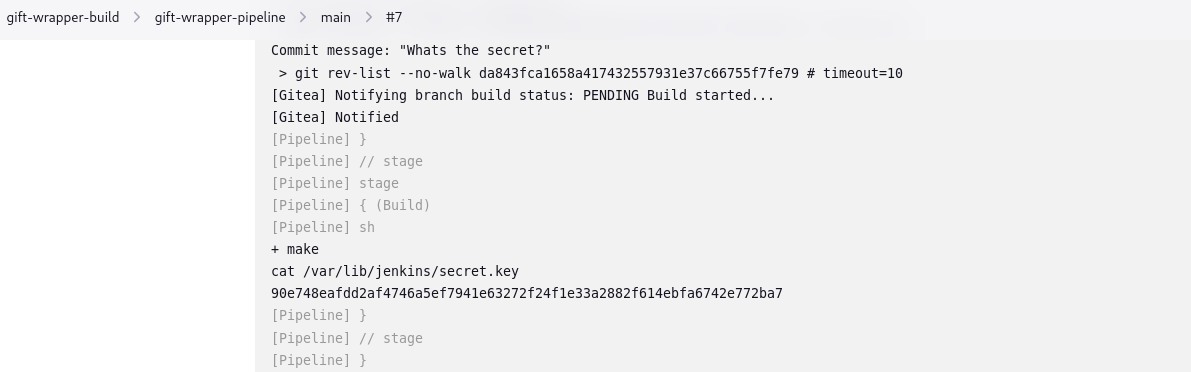 gift-wrapper-build > gift-wrapper-pipeline > main > #7
Commit message: "Whats the secret?"
 > git rev-list --no-walk da843fca1658a417432557931e37c66755f7fe79 # timeout=10
[Gitea] Notifying branch build status: PENDING Build started...
[Gitea] Notified
[Pipeline] }
[Pipeline] // stage
[Pipeline] stage
[Pipeline] { (Build)
[Pipeline] sh
+ make
cat /var/lib/jenkins/secret.key
90e748eafdd2af4746a5ef7941e63272f24f1e33a2882f614ebfa6742e772ba7
[Pipeline] }
[Pipeline] // stage
[Pipeline] }